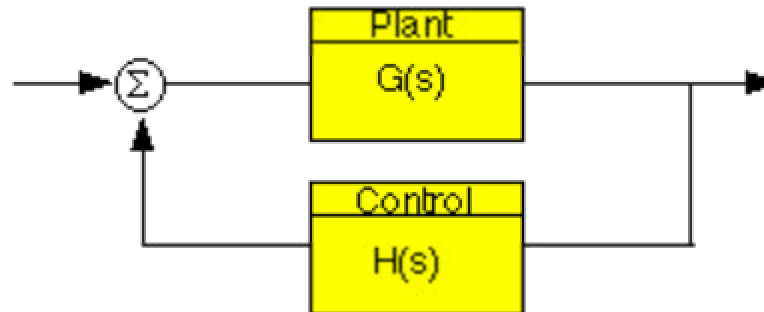 Plant
Σ
G(s)
Control
H(s)